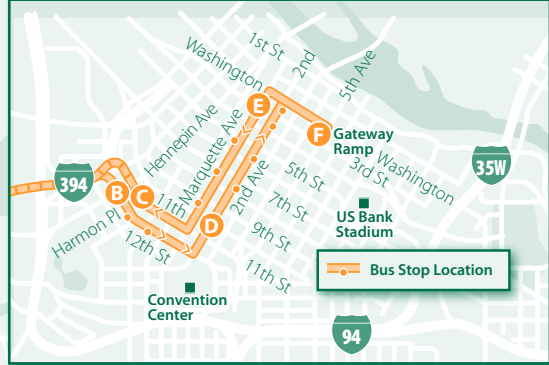 1st St
2nd
Washington
5th Ave
E
Hennepin Ave
Marquette Ave
F
Gateway
Ramp
3rd St
Washington
35W
394
B
C
11th
2nd Ave
5th St
7th St
US Bank
Stadium
Harmon Pl
12th St
D
9th St
11th St
Bus Stop Location
Convention
Center
94